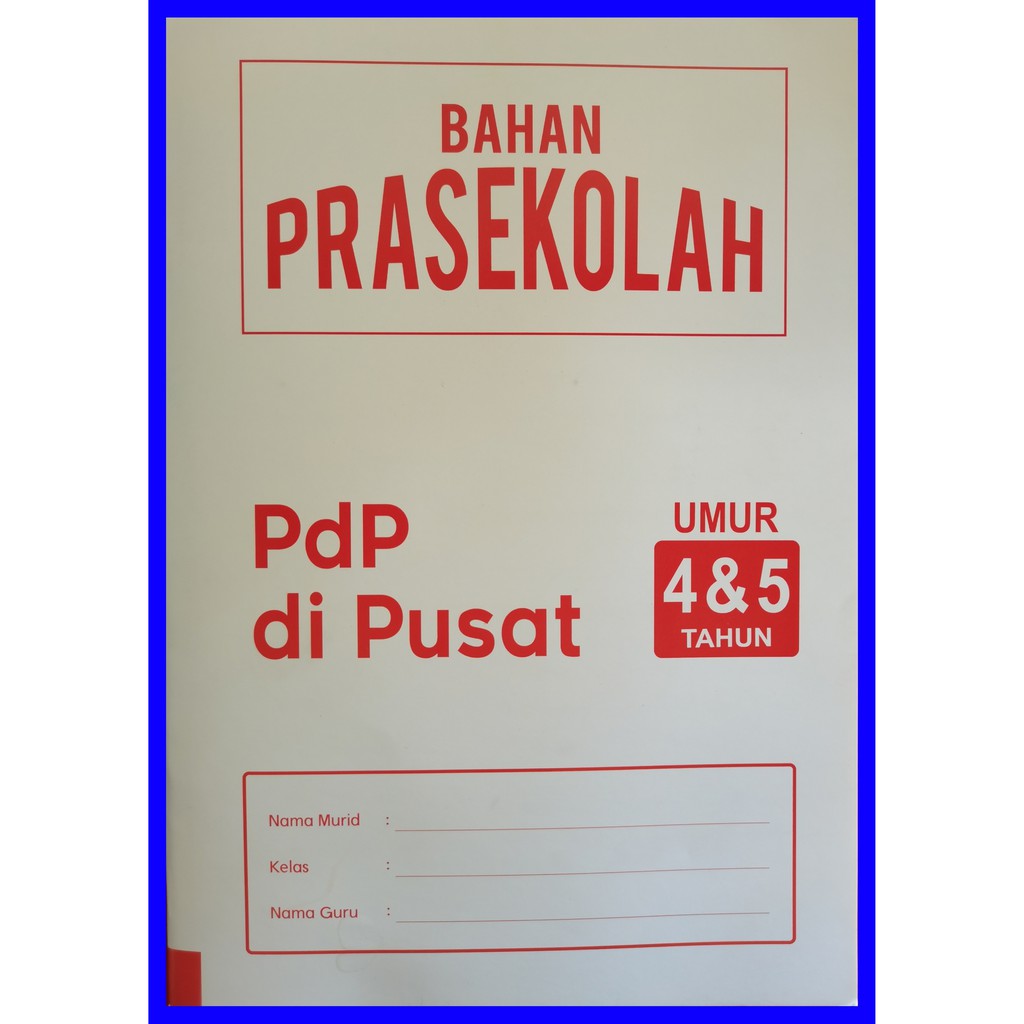 BAHAN
PRASEKOLAH
PdP
di Pusat
UMUR
4 & 5
TAHUN
Nama Murid :
Kelas :
Nama Guru :